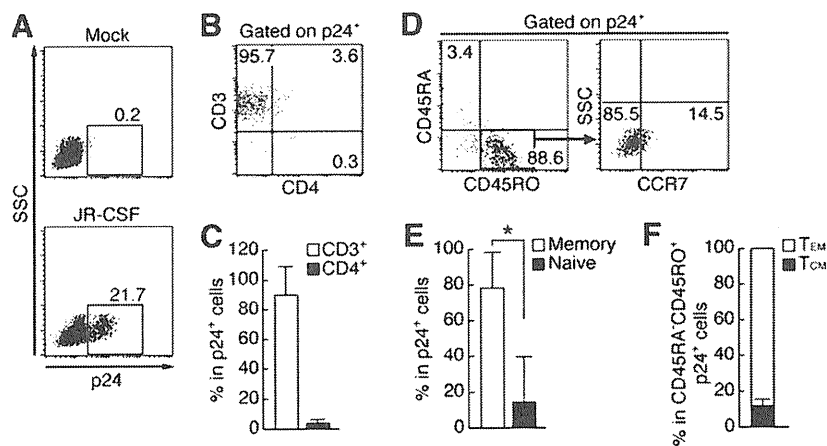 A
Mock
0.2
JR-CSF
21.7
SSC
p24
B
Gated on p24⁺
95.7 3.6
0.3
CD3
CD4
C
CD3⁺
CD4⁺
% in p24⁺ cells
120
100
80
60
40
20
0
D
Gated on p24⁺
3.4
88.6
CD45RA
CD45RO
SSC
85.5 14.5
CCR7
E
*
Memory
Naive
% in p24⁺ cells
100
80
60
40
20
0
F
TEM
TCM
% in CD45RA⁻CD45RO⁺
p24⁺ cells
100
80
60
40
20
0